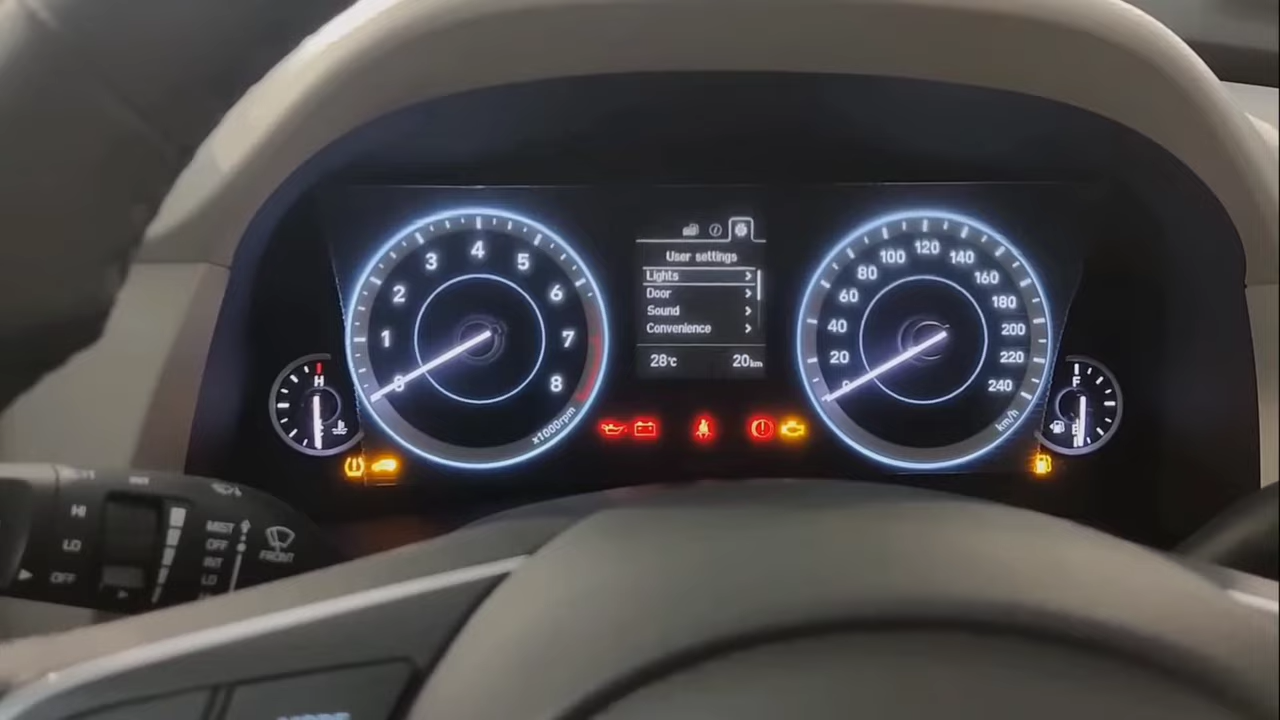 4
3
5
2
6
1
7
0
8
x1000rpm
H
User settings
Lights
Door
Sound
Convenience
28°C
20km
120
100
140
80
160
60
180
40
200
20
220
0
240
km/h
F
E
HI
LO
OFF
MIST
OFF
INT
LO
FRONT